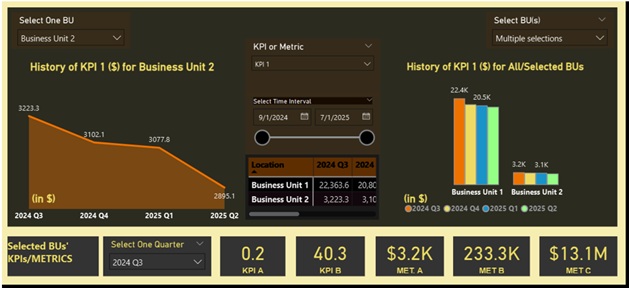 Select One BU
Business Unit 2
History of KPI 1 ($) for Business Unit 2
3223.3
3102.1
3077.8
2895.1
(in $)
2024 Q3
2024 Q4
2025 Q1
2025 Q2
KPI or Metric
KPI 1
Select Time Interval
9/1/2024
7/1/2025
Location 2024 Q3 2024
Business Unit 1 22,363.6 20,80
Business Unit 2 3,223.3 3,10
Select BU(s)
Multiple selections
History of KPI 1 ($) for All/Selected BUs
22.4K
20.5K
3.2K
3.1K
Business Unit 1
Business Unit 2
(in $)
2024 Q3 2024 Q4 2025 Q1 2025 Q2
Selected BUs'
KPIs/METRICS
Select One Quarter
2024 Q3
0.2
KPI A
40.3
KPI B
$3.2K
MET. A
233.3K
MET B
$13.1M
MET C